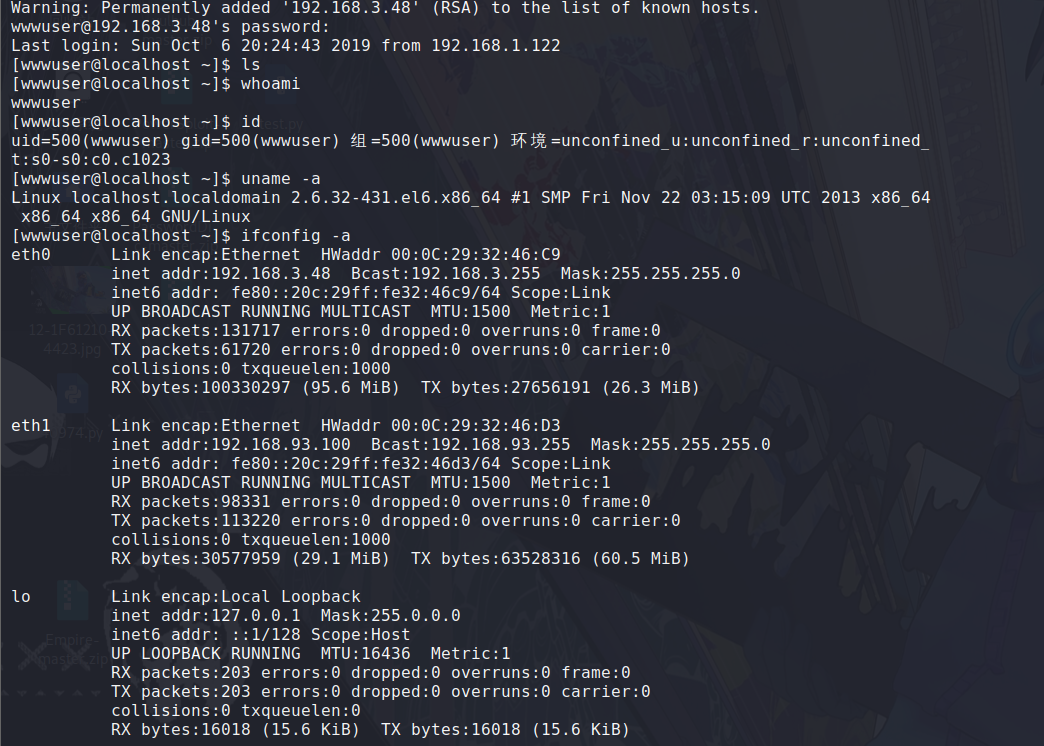 Warning: Permanently added '192.168.3.48' (RSA) to the list of known hosts.
wwwuser@192.168.3.48's password:
Last login: Sun Oct  6 20:24:43 2019 from 192.168.1.122
[wwwuser@localhost ~]$ ls
[wwwuser@localhost ~]$ whoami
wwwuser
[wwwuser@localhost ~]$ id
uid=500(wwwuser) gid=500(wwwuser) 组=500(wwwuser) 环境=unconfined_u:unconfined_r:unconfined_
t:s0-s0:c0.c1023
[wwwuser@localhost ~]$ uname -a
Linux localhost.localdomain 2.6.32-431.el6.x86_64 #1 SMP Fri Nov 22 03:15:09 UTC 2013 x86_64
 x86_64 x86_64 GNU/Linux
[wwwuser@localhost ~]$ ifconfig -a
eth0      Link encap:Ethernet  HWaddr 00:0C:29:32:46:C9
          inet addr:192.168.3.48  Bcast:192.168.3.255  Mask:255.255.255.0
          inet6 addr: fe80::20c:29ff:fe32:46c9/64 Scope:Link
          UP BROADCAST RUNNING MULTICAST  MTU:1500  Metric:1
          RX packets:131717 errors:0 dropped:0 overruns:0 frame:0
          TX packets:61720 errors:0 dropped:0 overruns:0 carrier:0
          collisions:0 txqueuelen:1000
          RX bytes:100330297 (95.6 MiB)  TX bytes:27656191 (26.3 MiB)
eth1      Link encap:Ethernet  HWaddr 00:0C:29:32:46:D3
          inet addr:192.168.93.100  Bcast:192.168.93.255  Mask:255.255.255.0
          inet6 addr: fe80::20c:29ff:fe32:46d3/64 Scope:Link
          UP BROADCAST RUNNING MULTICAST  MTU:1500  Metric:1
          RX packets:98331 errors:0 dropped:0 overruns:0 frame:0
          TX packets:113220 errors:0 dropped:0 overruns:0 carrier:0
          collisions:0 txqueuelen:1000
          RX bytes:30577959 (29.1 MiB)  TX bytes:63528316 (60.5 MiB)
lo        Link encap:Local Loopback
          inet addr:127.0.0.1  Mask:255.0.0.0
          inet6 addr: ::1/128 Scope:Host
          UP LOOPBACK RUNNING  MTU:16436  Metric:1
          RX packets:203 errors:0 dropped:0 overruns:0 frame:0
          TX packets:203 errors:0 dropped:0 overruns:0 carrier:0
          collisions:0 txqueuelen:0
          RX bytes:16018 (15.6 KiB)  TX bytes:16018 (15.6 KiB)
12-1F61210
4423.jpg
Empire-
master.zip